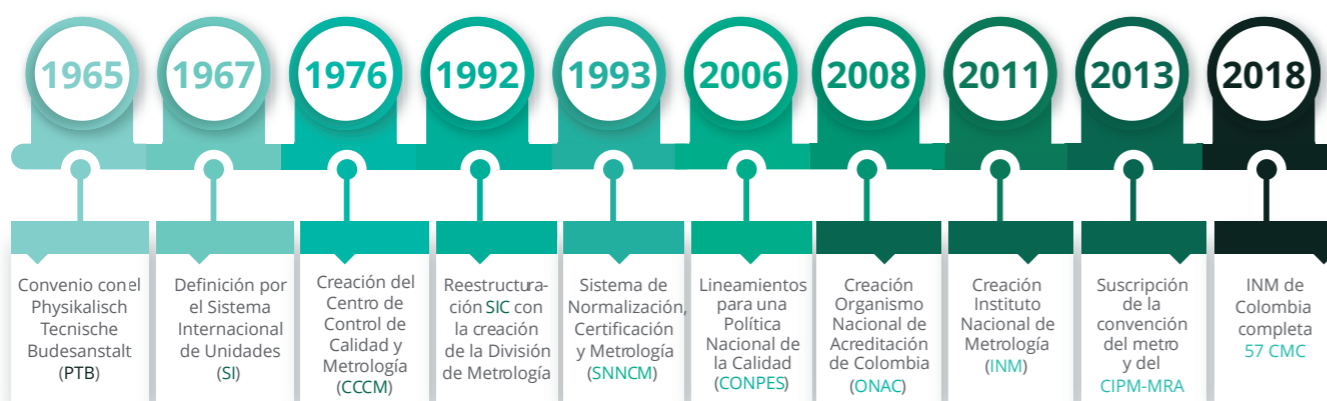 1965
1967
1976
1992
1993
2006
2008
2011
2013
2018
Convenio con el
Physikalisch
Tecnische
Budesanstalt
(PTB)
Definición por
el Sistema
Internacional
de Unidades
(SI)
Creación del
Centro de
Control de
Calidad y
Metrología
(CCCM)
Reestructura-
ción SIC con
la creación
de la División
de Metrología
Sistema de
Normalización,
Certificación
y Metrología
(SNNCM)
Lineamientos
para una
Política
Nacional de
la Calidad
(CONPES)
Creación
Organismo
Nacional de
Acreditación
de Colombia
(ONAC)
Creación
Instituto
Nacional de
Metrología
(INM)
Suscripción
de la
convención
del metro
y del
CIPM-MRA
INM de
Colombia
completa
57 CMC